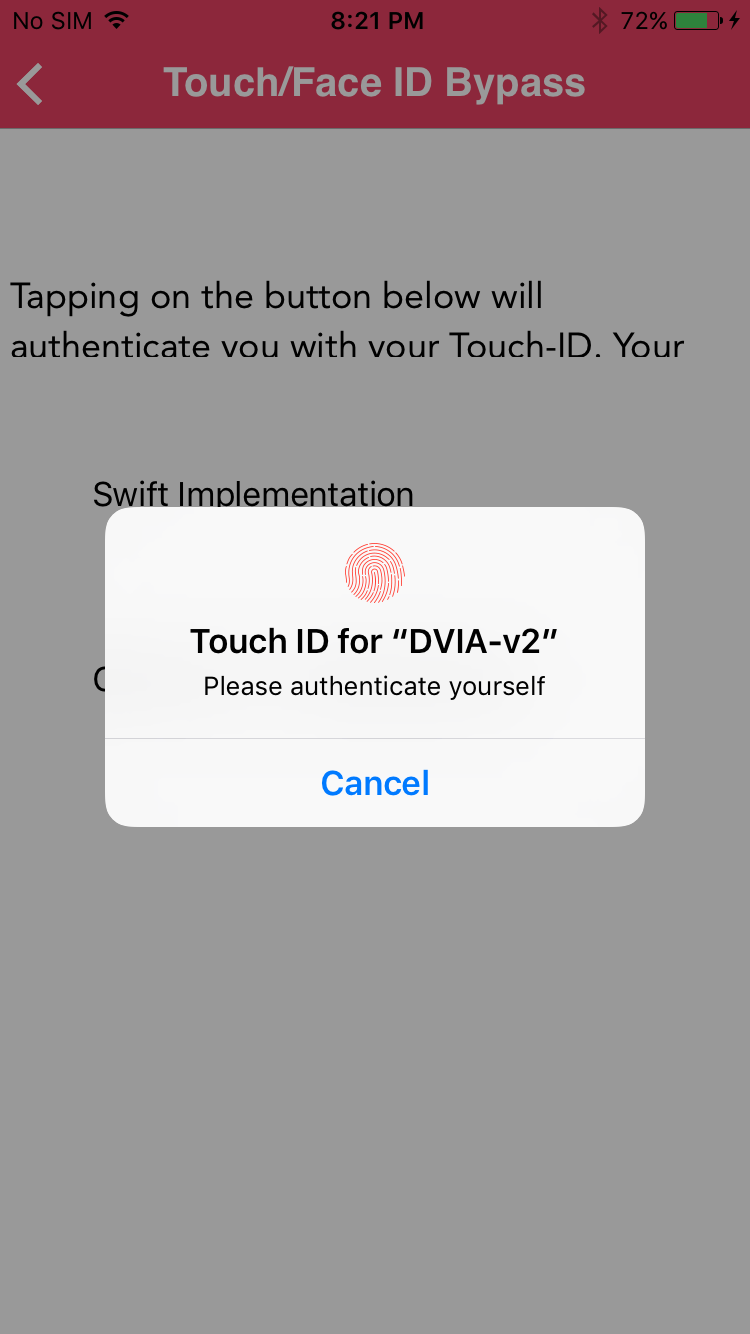 No SIM 8:21 PM 72%
Touch/Face ID Bypass
Tapping on the button below will
authenticate you with your Touch-ID. Your
Swift Implementation
Touch ID for “DVIA-v2”
Please authenticate yourself
Cancel